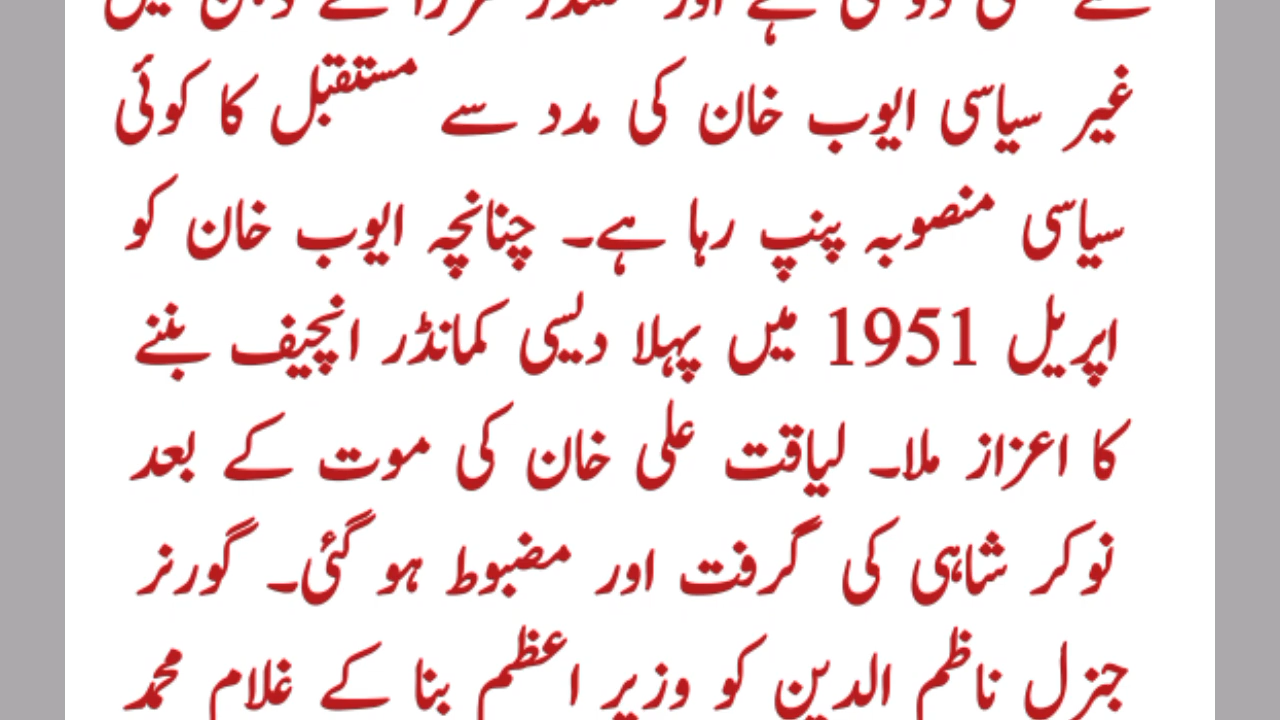 غیر سیاسی ایوب خان کی مدد سے مستقبل کا کوئی
سیاسی منصوبہ پنپ رہا ہے۔ چنانچہ ایوب خان کو
اپریل 1951 میں پہلا دیسی کمانڈر انچیف بننے
کا اعزاز ملا۔ لیاقت علی خان کی موت کے بعد
نوکر شاہی کی گرفت اور مضبوط ہو گئی۔ گورنر
جنرل ناظم الدین کو وزیر اعظم بنا کے غلام محمد